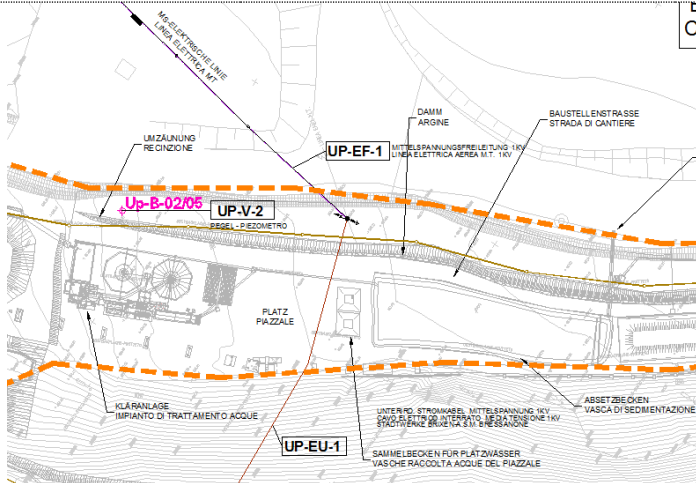 MS-ELEKTRISCHE LINIE
LINEA ELETTRICA MT
DAMM
ARGINE
BAUSTELLENSTRASSE
STRADA DI CANTIERE
UMZÄUNUNG
RECINZIONE
UP-EF-1
MITTELSPANNUNGSFREILEITUNG 1KV
LINEA ELETTRICA AEREA M.T. 1KV
Up-B-02/05
UP-V-2
PEGEL - PIEZOMETRO
PLATZ
PIAZZALE
KLÄRANLAGE
IMPIANTO DI TRATTAMENTO ACQUE
UNTERIRD. STROMKABEL MITTELSPANNUNG 1KV
CAVO ELETTRICO INTERRATO MEDIA TENSIONE 1KV
STADTWERKE BRIXEN-A.S.M. BRESSANONE
ABSETZBECKEN
VASCA DI SEDIMENTAZIONE
UP-EU-1
SAMMELBECKEN FÜR PLATZWÄSSER
VASCHE RACCOLTA ACQUE DEL PIAZZALE